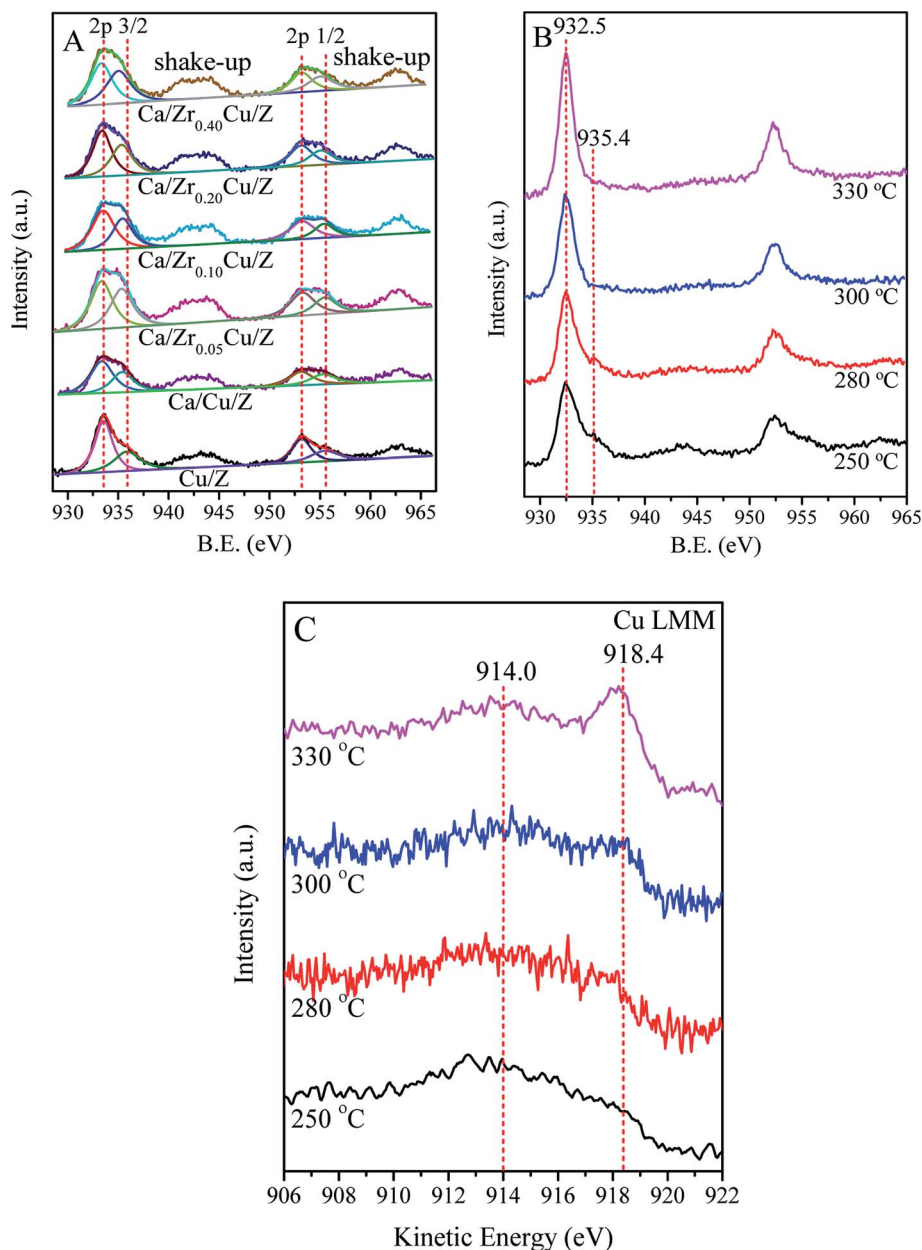 A
2p 3/2
2p 1/2
shake-up
shake-up
Ca/Zr0.40Cu/Z
Ca/Zr0.20Cu/Z
Ca/Zr0.10Cu/Z
Ca/Zr0.05Cu/Z
Ca/Cu/Z
Cu/Z
Intensity (a.u.)
930 935 940 945 950 955 960 965
B.E. (eV)
B
932.5
935.4
330 ºC
300 ºC
280 ºC
250 ºC
Intensity (a.u.)
930 935 940 945 950 955 960 965
B.E. (eV)
C
Cu LMM
914.0
918.4
330 °C
300 °C
280 °C
250 °C
Intensity (a.u.)
906 908 910 912 914 916 918 920 922
Kinetic Energy (eV)